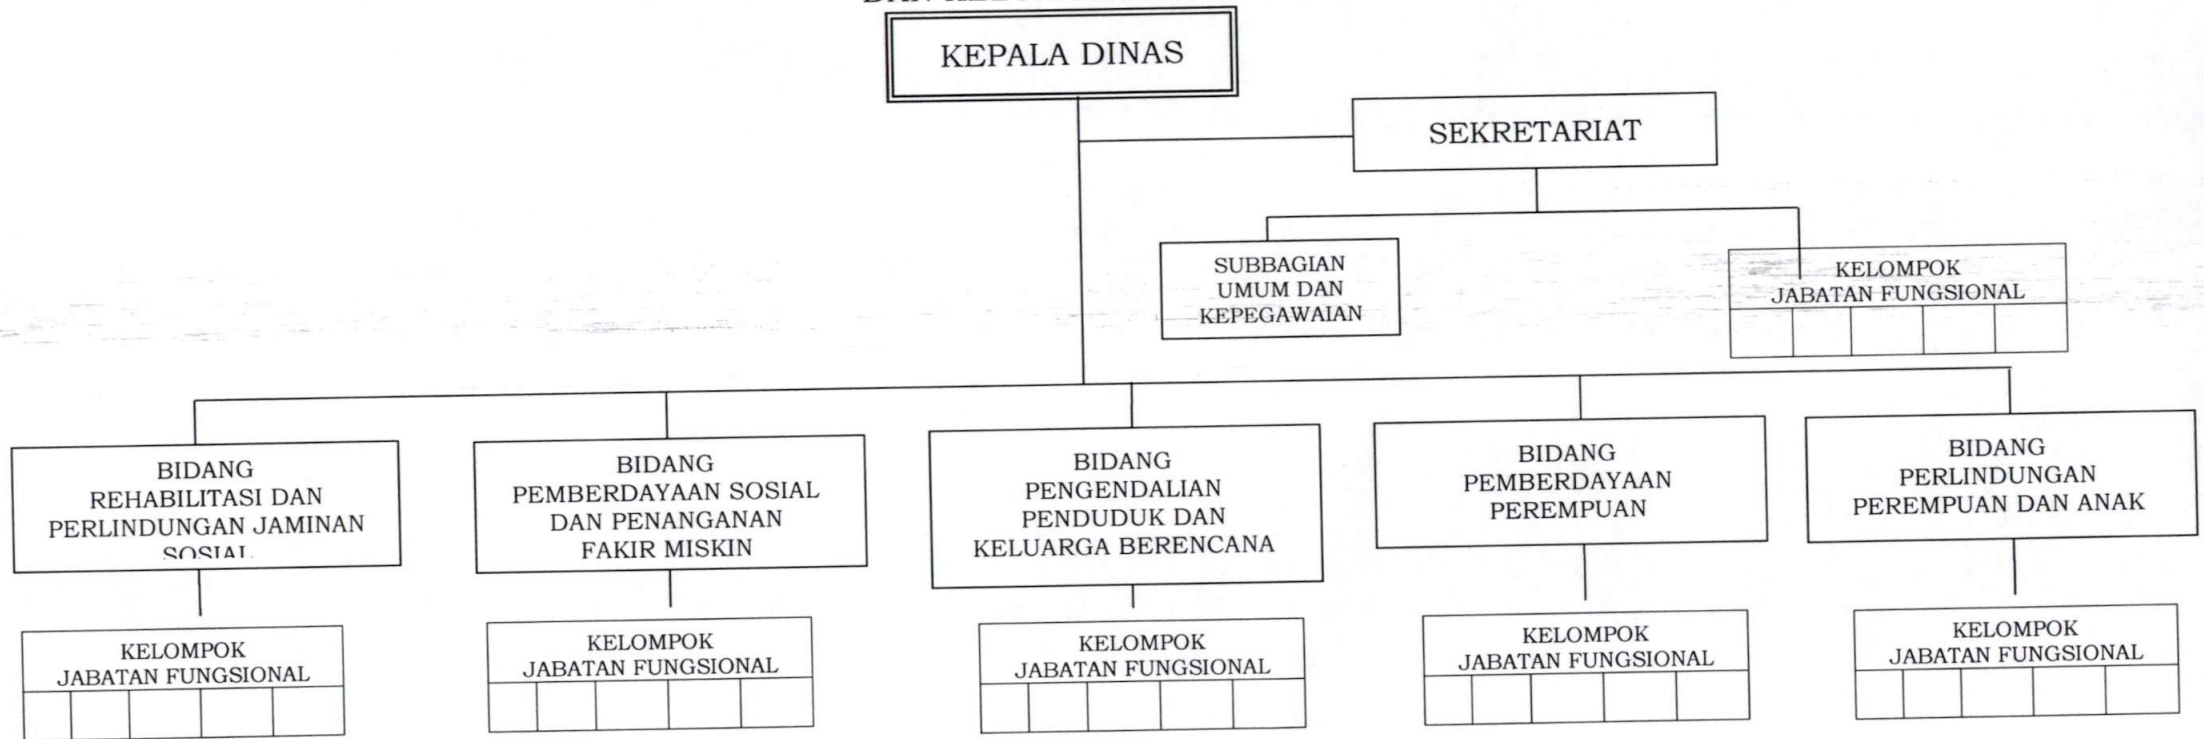 KEPALA DINAS
SEKRETARIAT
SUBBAGIAN
UMUM DAN
KEPEGAWAIAN
KELOMPOK
JABATAN FUNGSIONAL
BIDANG
REHABILITASI DAN
PERLINDUNGAN JAMINAN
SOSIAL
BIDANG
PEMBERDAYAAN SOSIAL
DAN PENANGANAN
FAKIR MISKIN
BIDANG
PENGENDALIAN
PENDUDUK DAN
KELUARGA BERENCANA
BIDANG
PEMBERDAYAAN
PEREMPUAN
BIDANG
PERLINDUNGAN
PEREMPUAN DAN ANAK
KELOMPOK
JABATAN FUNGSIONAL
KELOMPOK
JABATAN FUNGSIONAL
KELOMPOK
JABATAN FUNGSIONAL
KELOMPOK
JABATAN FUNGSIONAL
KELOMPOK
JABATAN FUNGSIONAL